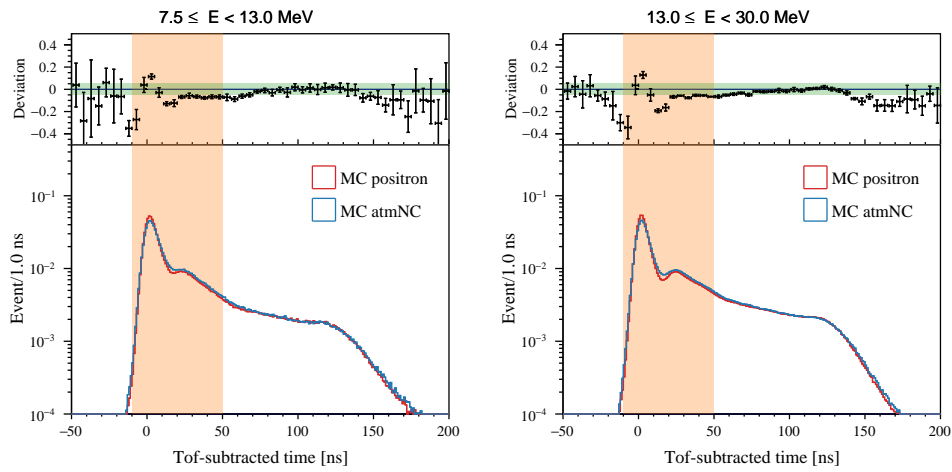 7.5 ≤ E < 13.0 MeV
Deviation
0.4
0.2
0
−0.2
−0.4
MC positron
MC atmNC
Event/1.0 ns
10⁻¹
10⁻²
10⁻³
10⁻⁴
−50 0 50 100 150 200
Tof-subtracted time [ns]
13.0 ≤ E < 30.0 MeV
Deviation
0.4
0.2
0
−0.2
−0.4
MC positron
MC atmNC
Event/1.0 ns
10⁻¹
10⁻²
10⁻³
10⁻⁴
−50 0 50 100 150 200
Tof-subtracted time [ns]